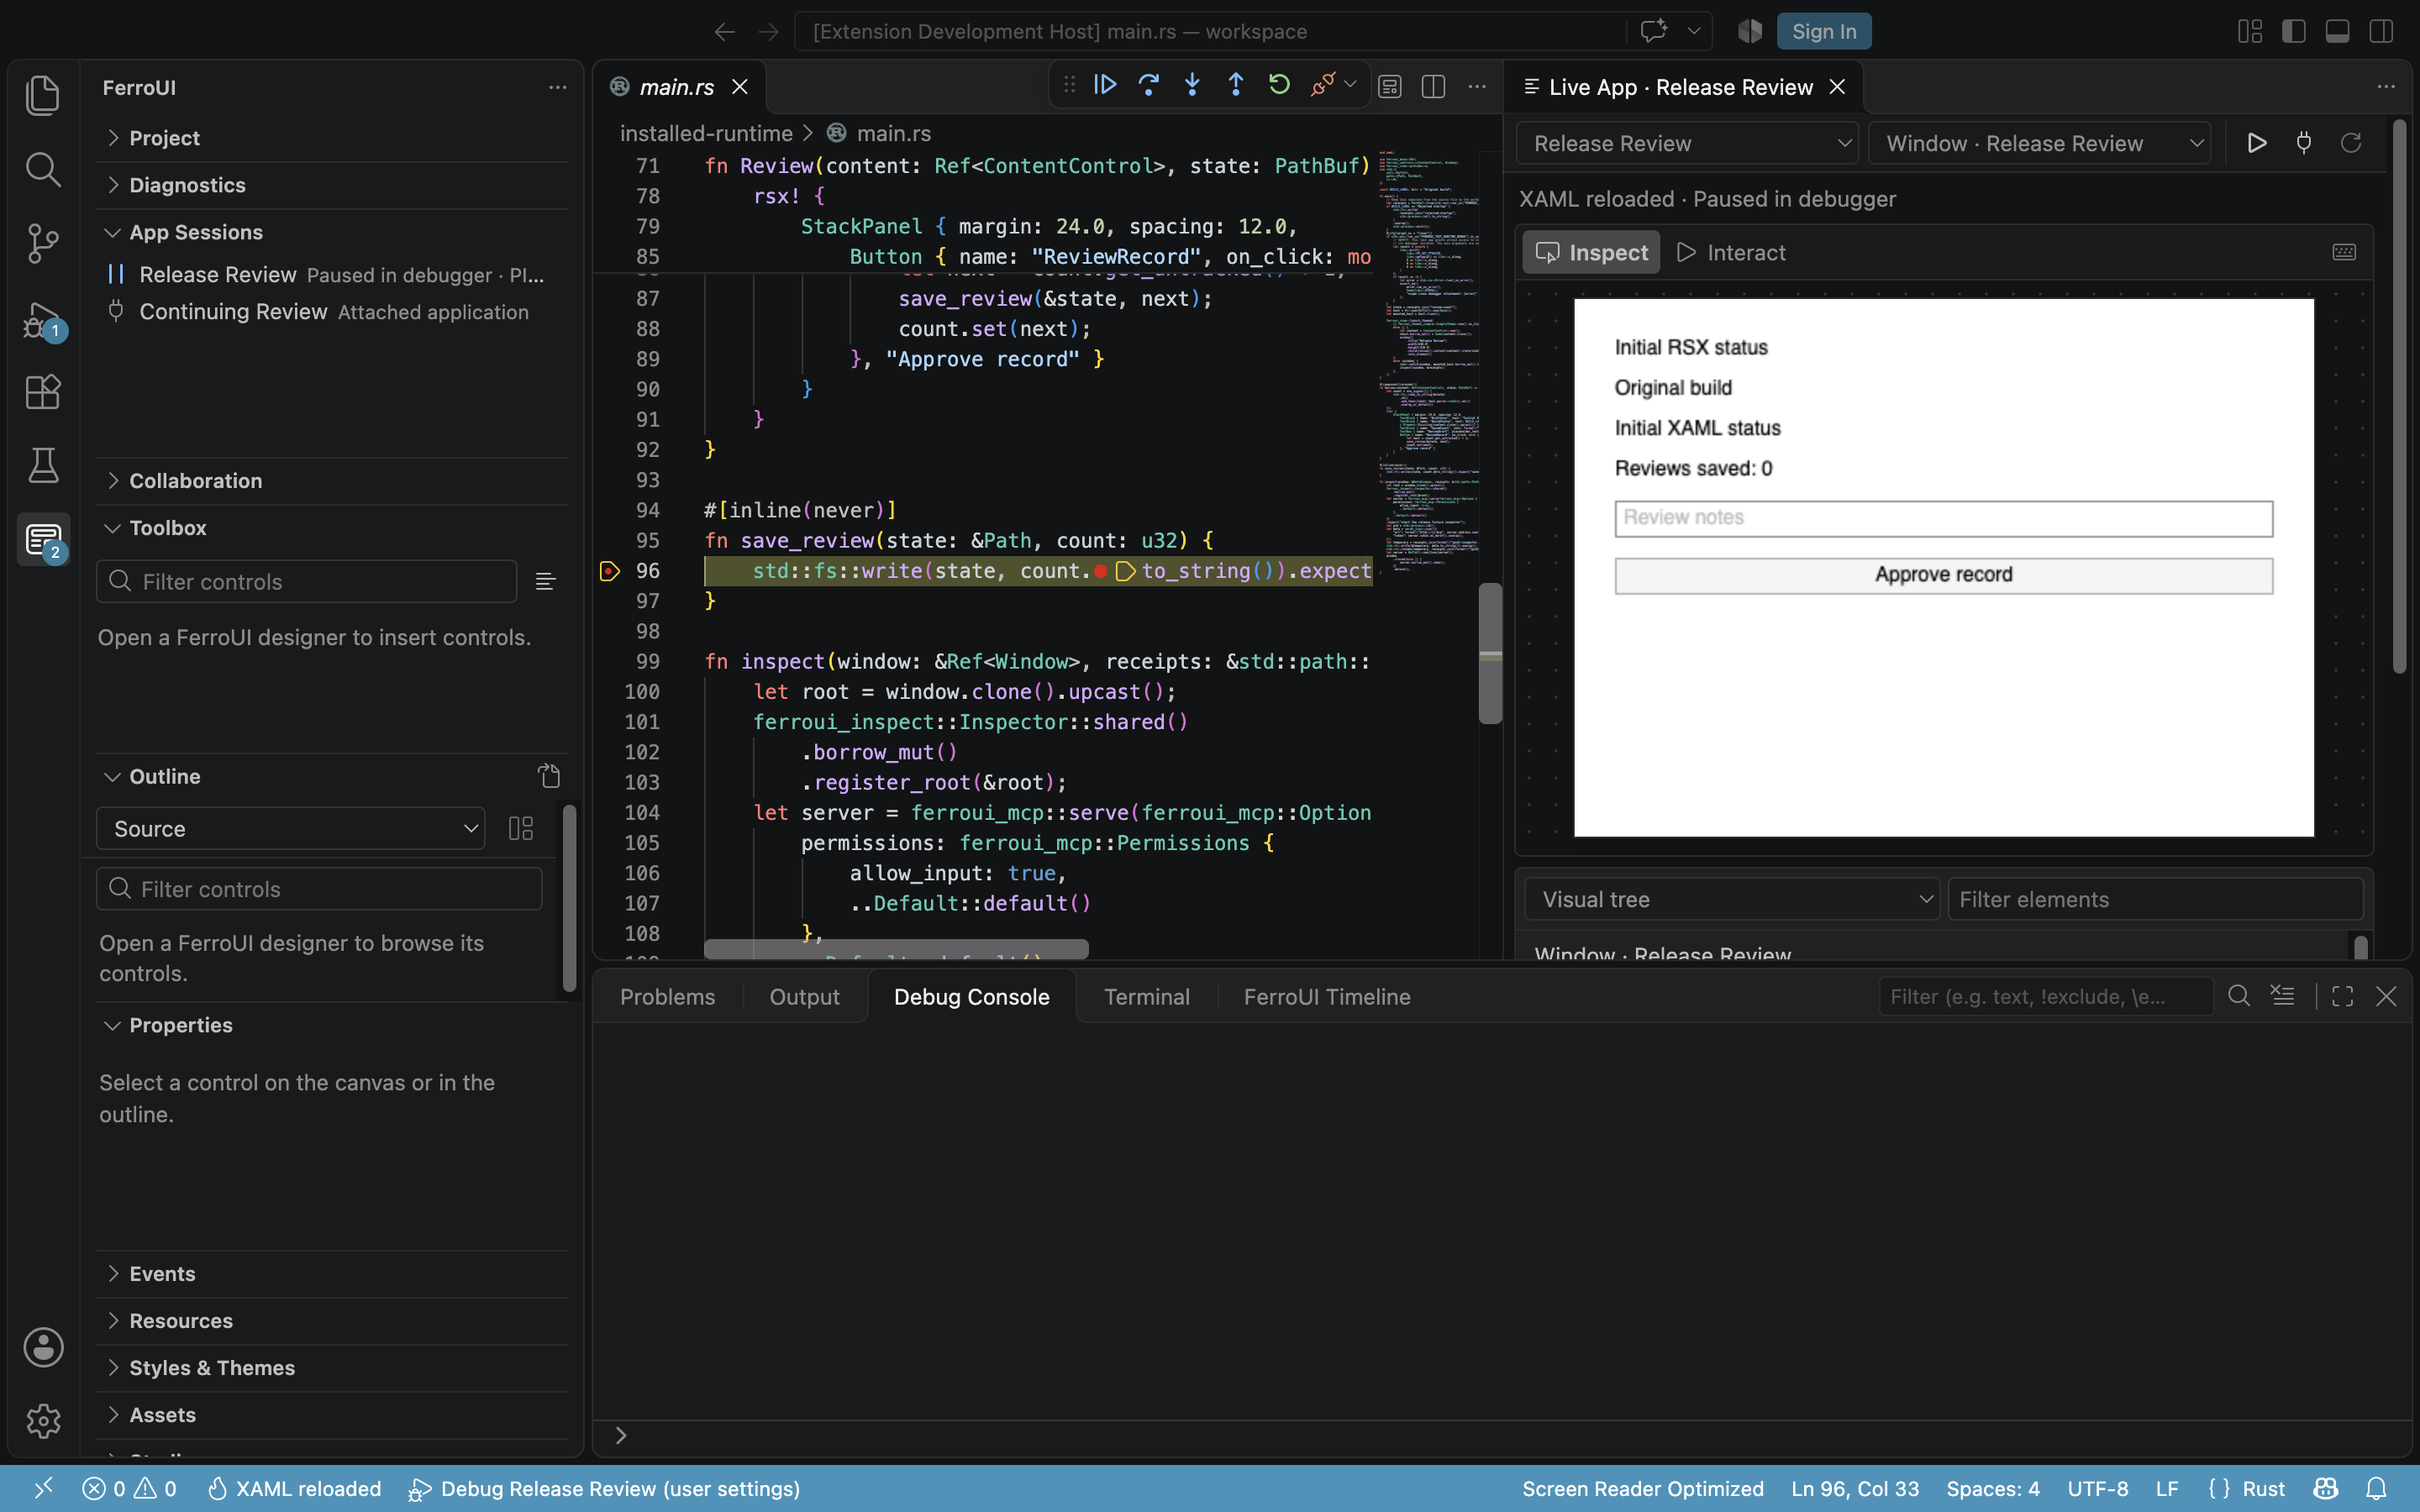 [Extension Development Host] main.rs — workspace
Sign In
FerroUI
Project
Diagnostics
App Sessions
Release Review Paused in debugger · Pl...
Continuing Review Attached application
Collaboration
Toolbox
Filter controls
Open a FerroUI designer to insert controls.
Outline
Source
Filter controls
Open a FerroUI designer to browse its
controls.
Properties
Select a control on the canvas or in the
outline.
Events
Resources
Styles & Themes
Assets
1
2
main.rs
installed-runtime > main.rs
71 fn Review(content: Ref<ContentControl>, state: PathBuf)
78 rsx! {
79 StackPanel { margin: 24.0, spacing: 12.0,
85 Button { name: "ReviewRecord", on_click: mo
87 save_review(&state, next);
88 count.set(next);
89 }, "Approve record" }
90 }
91 }
92 }
93
94 #[inline(never)]
95 fn save_review(state: &Path, count: u32) {
96 std::fs::write(state, count.to_string()).expect
97 }
98
99 fn inspect(window: &Ref<Window>, receipts: &std::path::
100 let root = window.clone().upcast();
101 ferroui_inspect::Inspector::shared()
102 .borrow_mut()
103 .register_root(&root);
104 let server = ferroui_mcp::serve(ferroui_mcp::Option
105 permissions: ferroui_mcp::Permissions {
106 allow_input: true,
107 ..Default::default()
108 },
Live App · Release Review
Release Review
Window · Release Review
XAML reloaded · Paused in debugger
Inspect
Interact
Initial RSX status
Original build
Initial XAML status
Reviews saved: 0
Review notes
Approve record
Visual tree
Filter elements
Window · Release Review
Problems
Output
Debug Console
Terminal
FerroUI Timeline
Filter (e.g. text, !exclude, \e...
0 0
XAML reloaded
Debug Release Review (user settings)
Screen Reader Optimized
Ln 96, Col 33
Spaces: 4
UTF-8
LF
{ } Rust